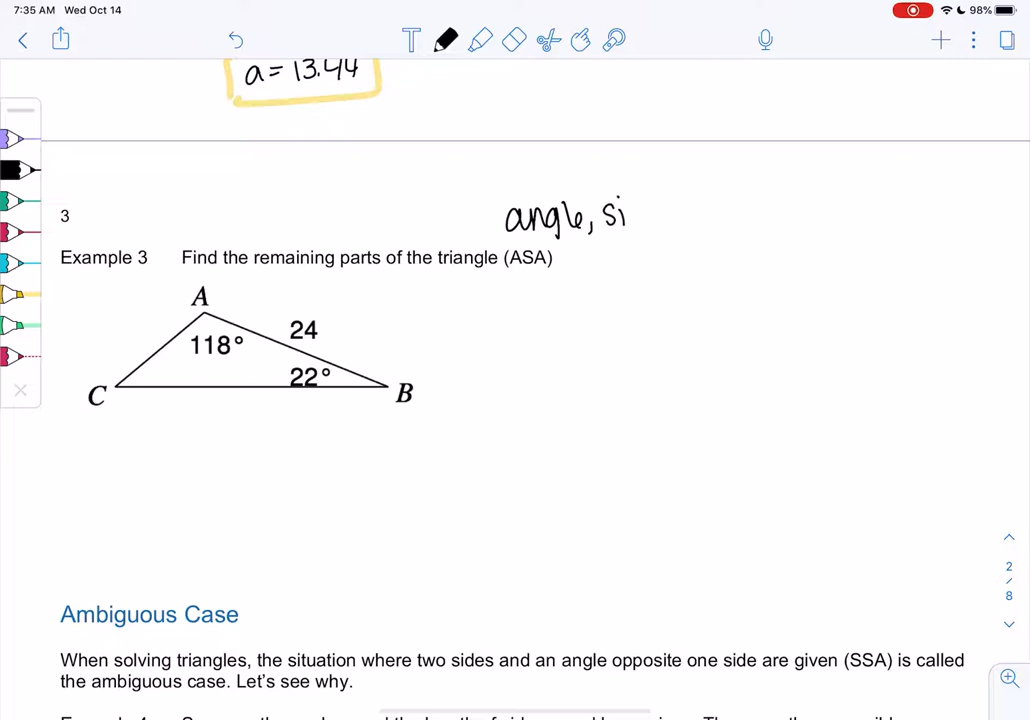 7:35 AM Wed Oct 14
98%
a = 13.44
3
angle, si
Example 3 Find the remaining parts of the triangle (ASA)
A
24
118°
22°
C
B
2
/
8
Ambiguous Case
When solving triangles, the situation where two sides and an angle opposite one side are given (SSA) is called
the ambiguous case. Let's see why.